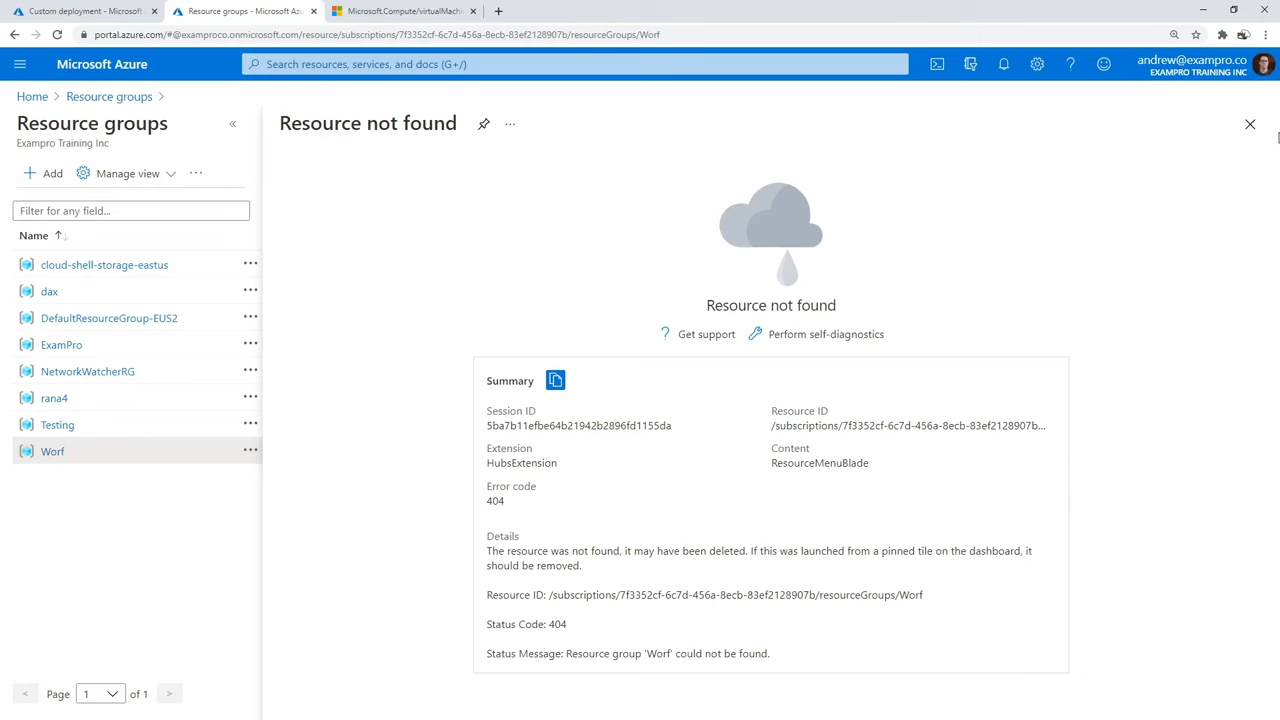 Custom deployment - Microsoft
Resource groups - Microsoft Azu
Microsoft.Compute/virtualMachin
portal.azure.com/#@examproco.onmicrosoft.com/resource/subscriptions/7f3352cf-6c7d-456a-8ecb-83ef2128907b/resourceGroups/Worf
Microsoft Azure
Search resources, services, and docs (G+/)
andrew@exampro.co
EXAMPRO TRAINING INC
Home > Resource groups >
Resource groups
Exampro Training Inc
Resource not found
Add
Manage view
Filter for any field...
Name
cloud-shell-storage-eastus
dax
DefaultResourceGroup-EUS2
ExamPro
NetworkWatcherRG
rana4
Testing
Worf
Page 1 of 1
Resource not found
Get support
Perform self-diagnostics
Summary
Session ID
5ba7b11efbe64b21942b2896fd1155da
Resource ID
/subscriptions/7f3352cf-6c7d-456a-8ecb-83ef2128907b...
Extension
HubsExtension
Content
ResourceMenuBlade
Error code
404
Details
The resource was not found, it may have been deleted. If this was launched from a pinned tile on the dashboard, it
should be removed.
Resource ID: /subscriptions/7f3352cf-6c7d-456a-8ecb-83ef2128907b/resourceGroups/Worf
Status Code: 404
Status Message: Resource group 'Worf' could not be found.